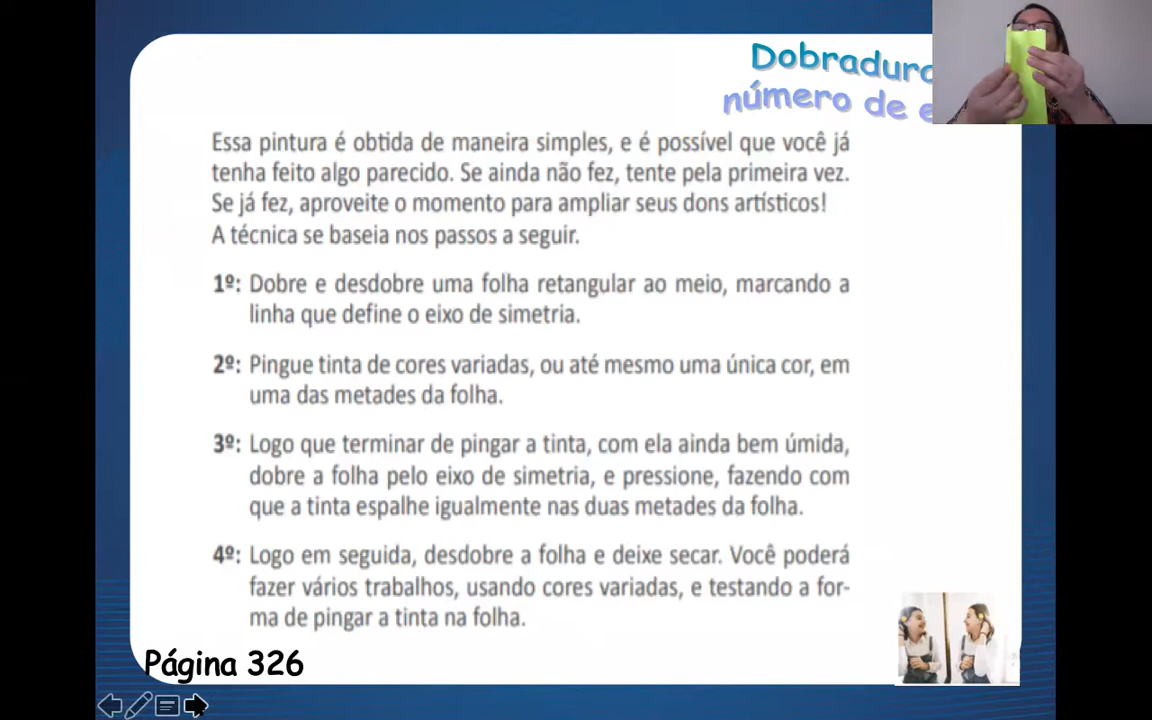 Dobradura
número de e
Essa pintura é obtida de maneira simples, e é possível que você já
tenha feito algo parecido. Se ainda não fez, tente pela primeira vez.
Se já fez, aproveite o momento para ampliar seus dons artísticos!
A técnica se baseia nos passos a seguir.
1º: Dobre e desdobre uma folha retangular ao meio, marcando a
linha que define o eixo de simetria.
2º: Pingue tinta de cores variadas, ou até mesmo uma única cor, em
uma das metades da folha.
3º: Logo que terminar de pingar a tinta, com ela ainda bem úmida,
dobre a folha pelo eixo de simetria, e pressione, fazendo com
que a tinta espalhe igualmente nas duas metades da folha.
4º: Logo em seguida, desdobre a folha e deixe secar. Você poderá
fazer vários trabalhos, usando cores variadas, e testando a for-
ma de pingar a tinta na folha.
Página 326